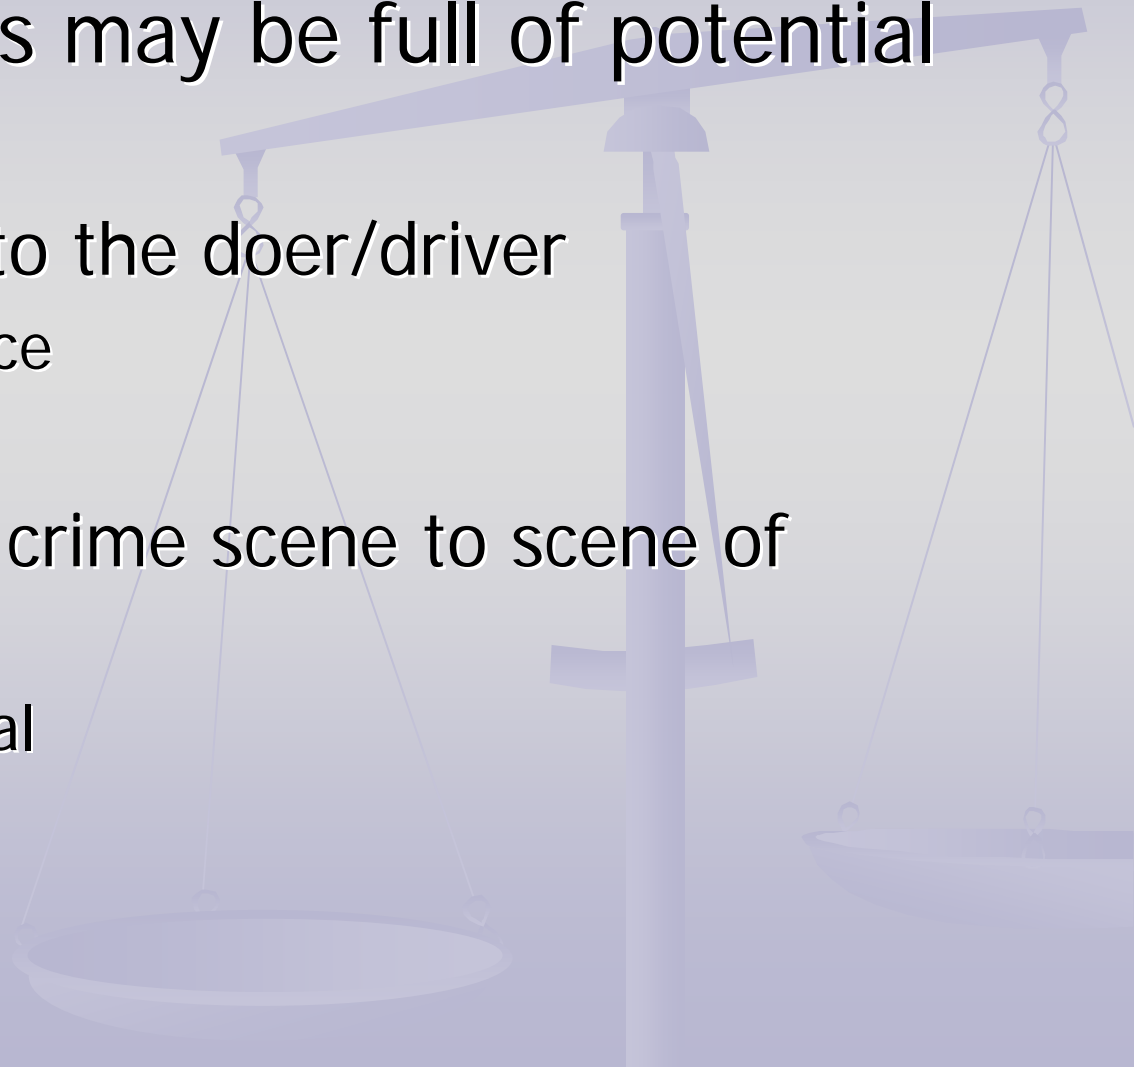 s may be full of potential
to the doer/driver
ce
crime scene to scene of
al